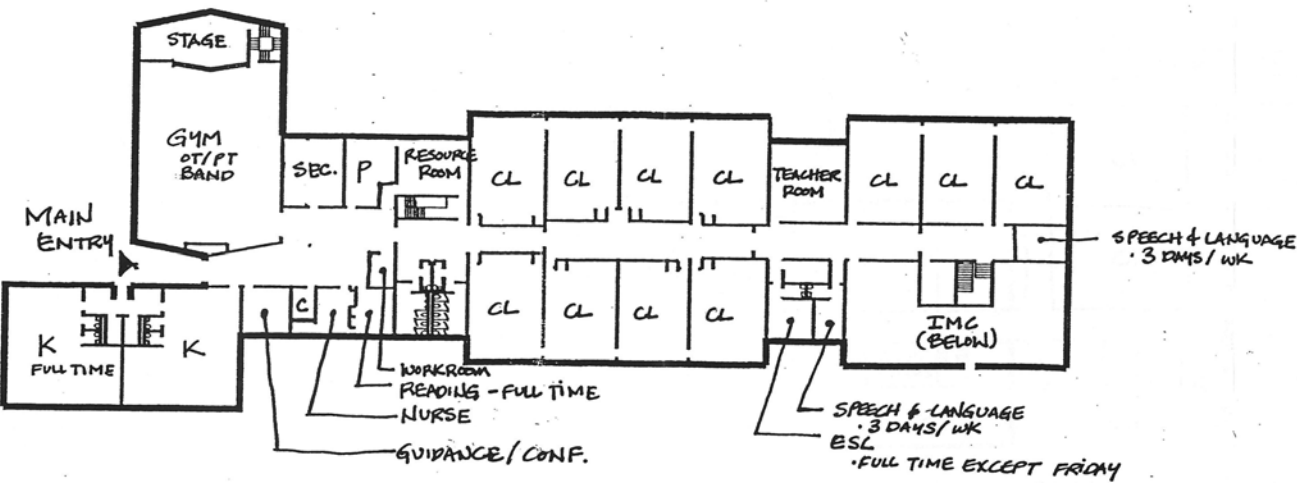 STAGE
GYM
OT/PT
BAND
SEC.
P
RESOURCE
ROOM
CL
CL
CL
CL
TEACHER
ROOM
CL
CL
CL
MAIN
ENTRY
SPEECH & LANGUAGE
· 3 DAYS/WK
K
FULL TIME
K
C
CL
CL
CL
CL
IMC
(BELOW)
WORKROOM
READING - FULL TIME
NURSE
GUIDANCE/CONF.
SPEECH & LANGUAGE
· 3 DAYS/WK
ESL
· FULL TIME EXCEPT FRIDAY